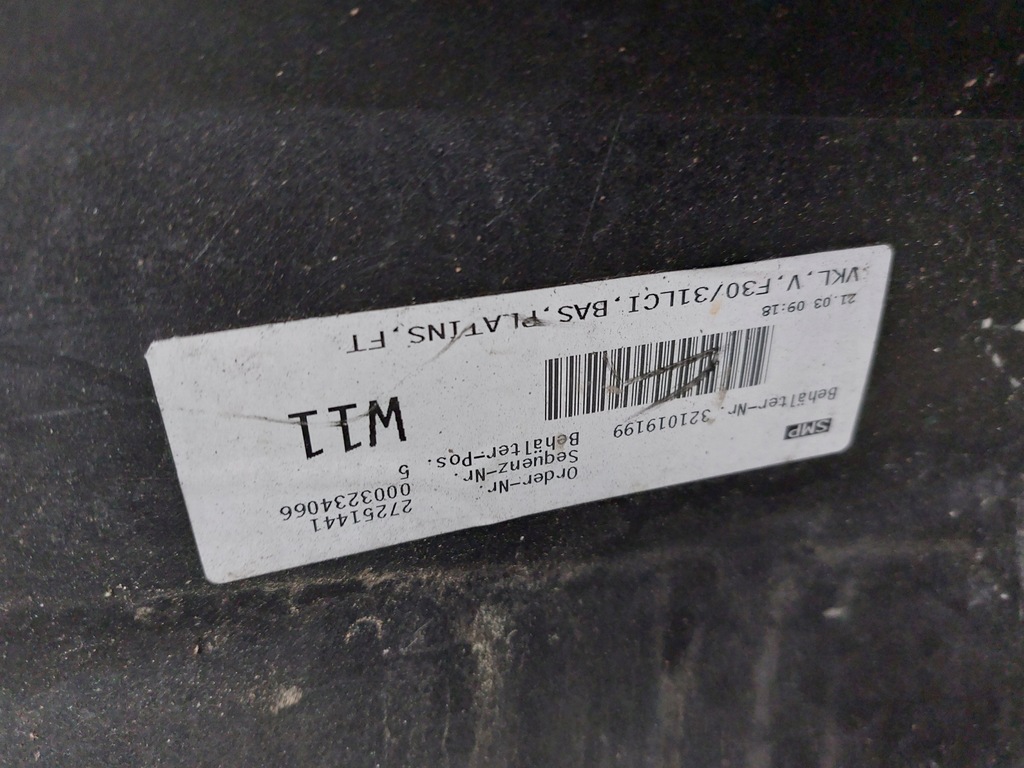 SMP
Order-Nr. 27251441
Sequenz-Nr. 0003234066
Behälter-Pos. 5
Behälter-Nr. 321019199
W11
21.03 09:18
VKL.V.F30/31LCI.BAS.PLATINS.FT